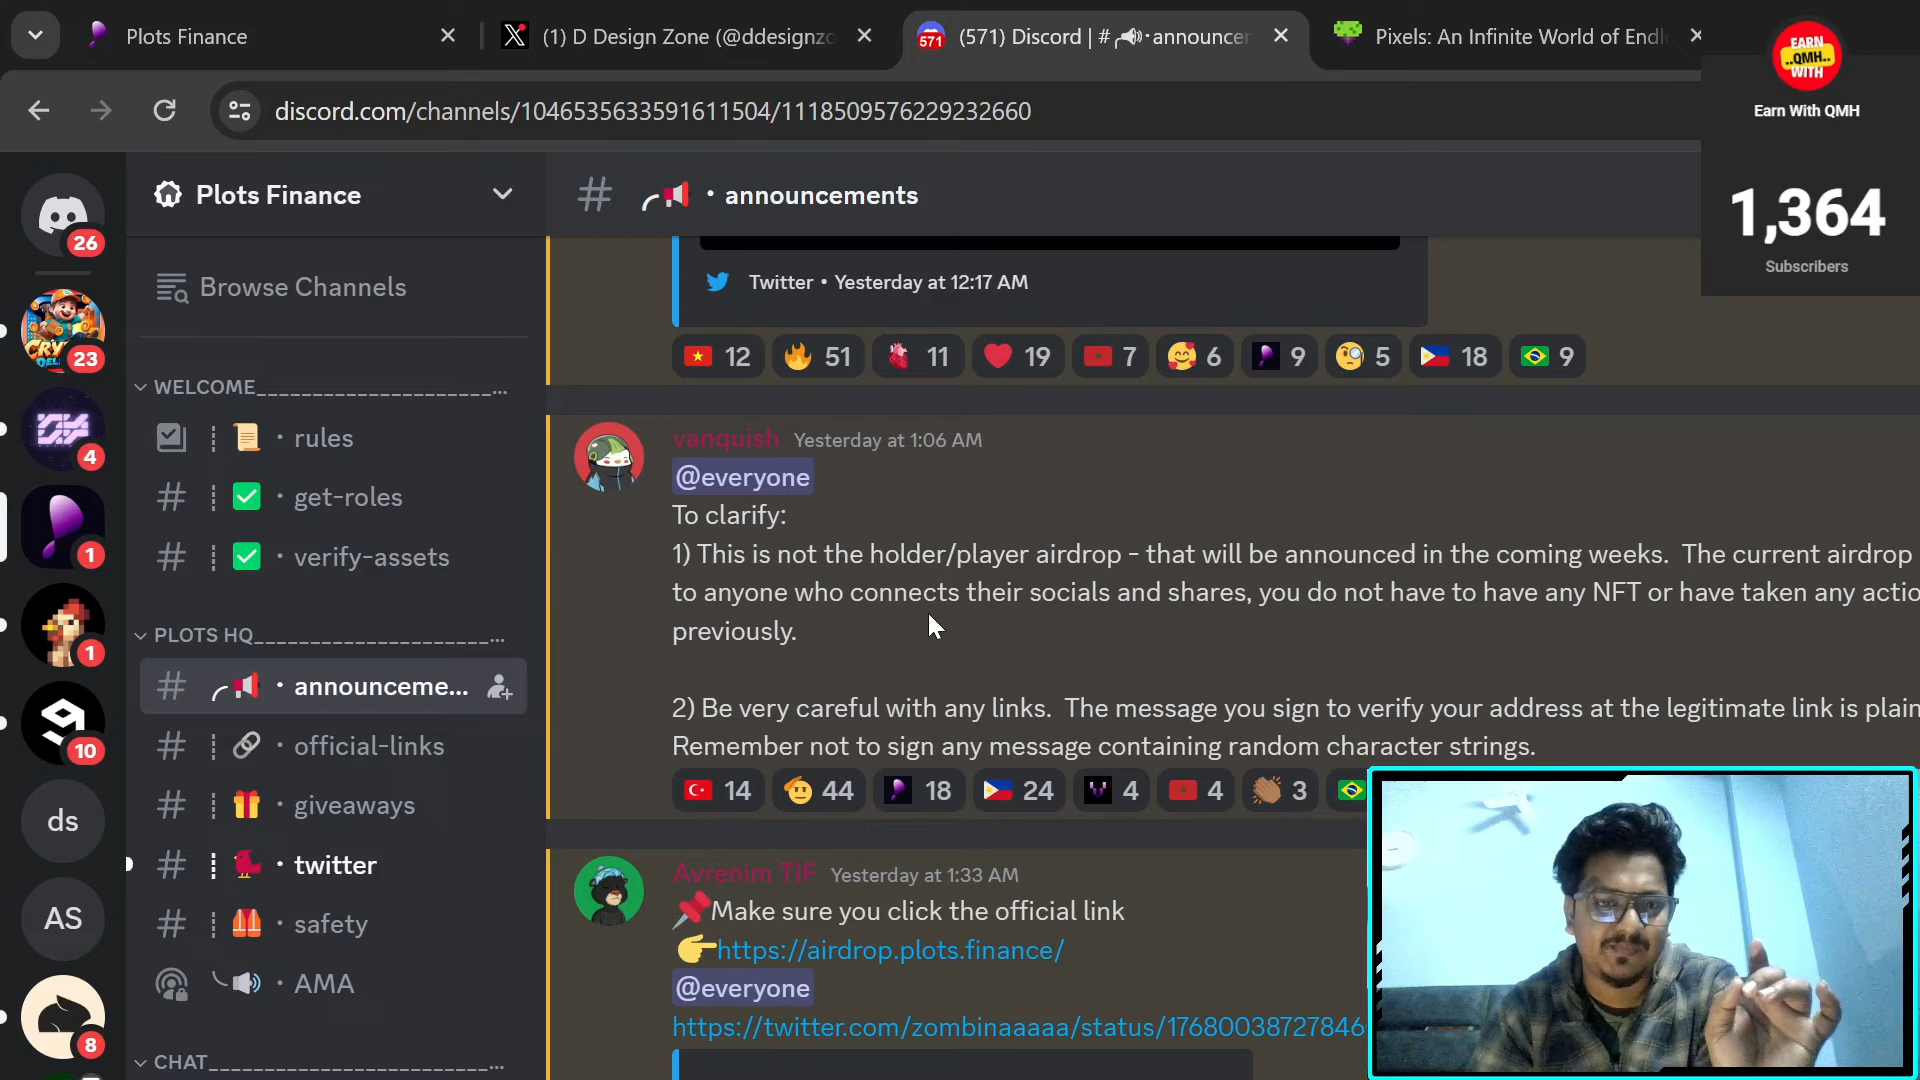 Plots Finance
(1) D Design Zone (@ddesignzo
571
(571) Discord | # announcer
Pixels: An Infinite World of Endl
EARN
..QMH..
WITH
Earn With QMH
discord.com/channels/1046535633591611504/1118509576229232660
1,364
Subscribers
26
23
4
1
1
10
ds
AS
8
Plots Finance
Browse Channels
WELCOME_____________________...
rules
get-roles
verify-assets
PLOTS HQ______________________...
announceme...
official-links
giveaways
twitter
safety
AMA
CHAT__________________________...
announcements
Twitter • Yesterday at 12:17 AM
12 51 11 19 7 6 9 5 18 9
vanquish Yesterday at 1:06 AM
@everyone
To clarify:
1) This is not the holder/player airdrop - that will be announced in the coming weeks. The current airdrop
to anyone who connects their socials and shares, you do not have to have any NFT or have taken any actio
previously.
2) Be very careful with any links. The message you sign to verify your address at the legitimate link is plain
Remember not to sign any message containing random character strings.
14 44 18 24 4 4 3
Avrenim TIF Yesterday at 1:33 AM
📌Make sure you click the official link
👉https://airdrop.plots.finance/
@everyone
https://twitter.com/zombinaaaaa/status/17680038727846